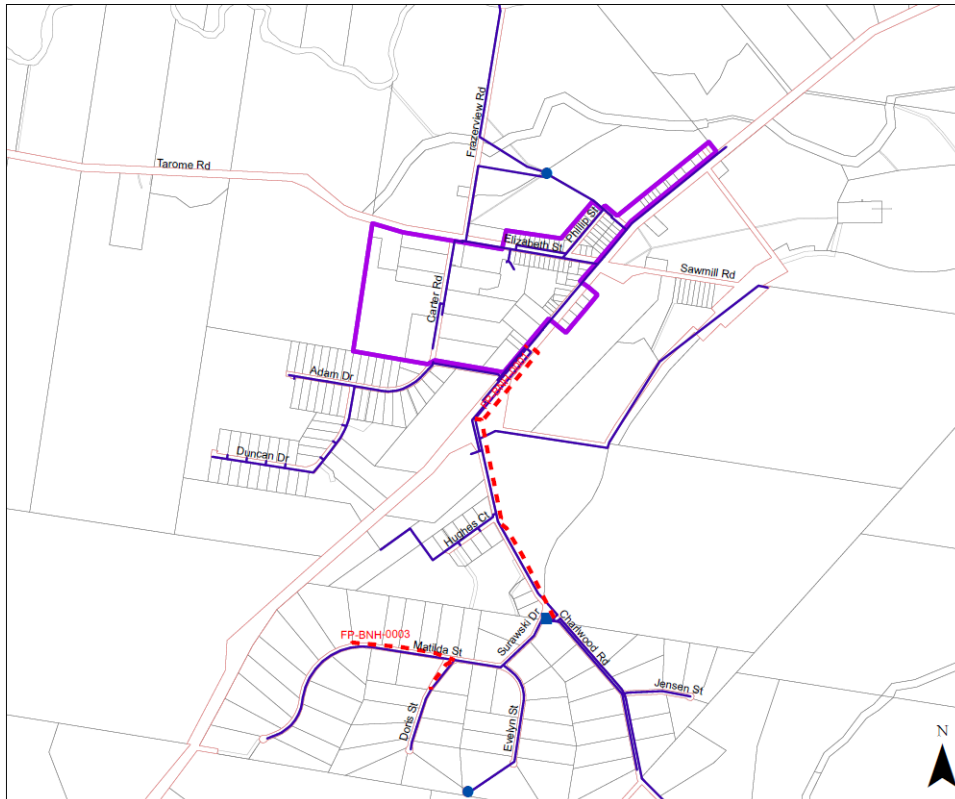 Frazerview Rd
Tarome Rd
Phillip St
Elizabeth St
Sawmill Rd
Carter Rd
Adam Dr
Duncan Dr
Hughes Ct
Charlwood Rd
Surawski Dr
FP-BNH-0003
Matilda St
Jensen St
Doris St
Evelyn St
N